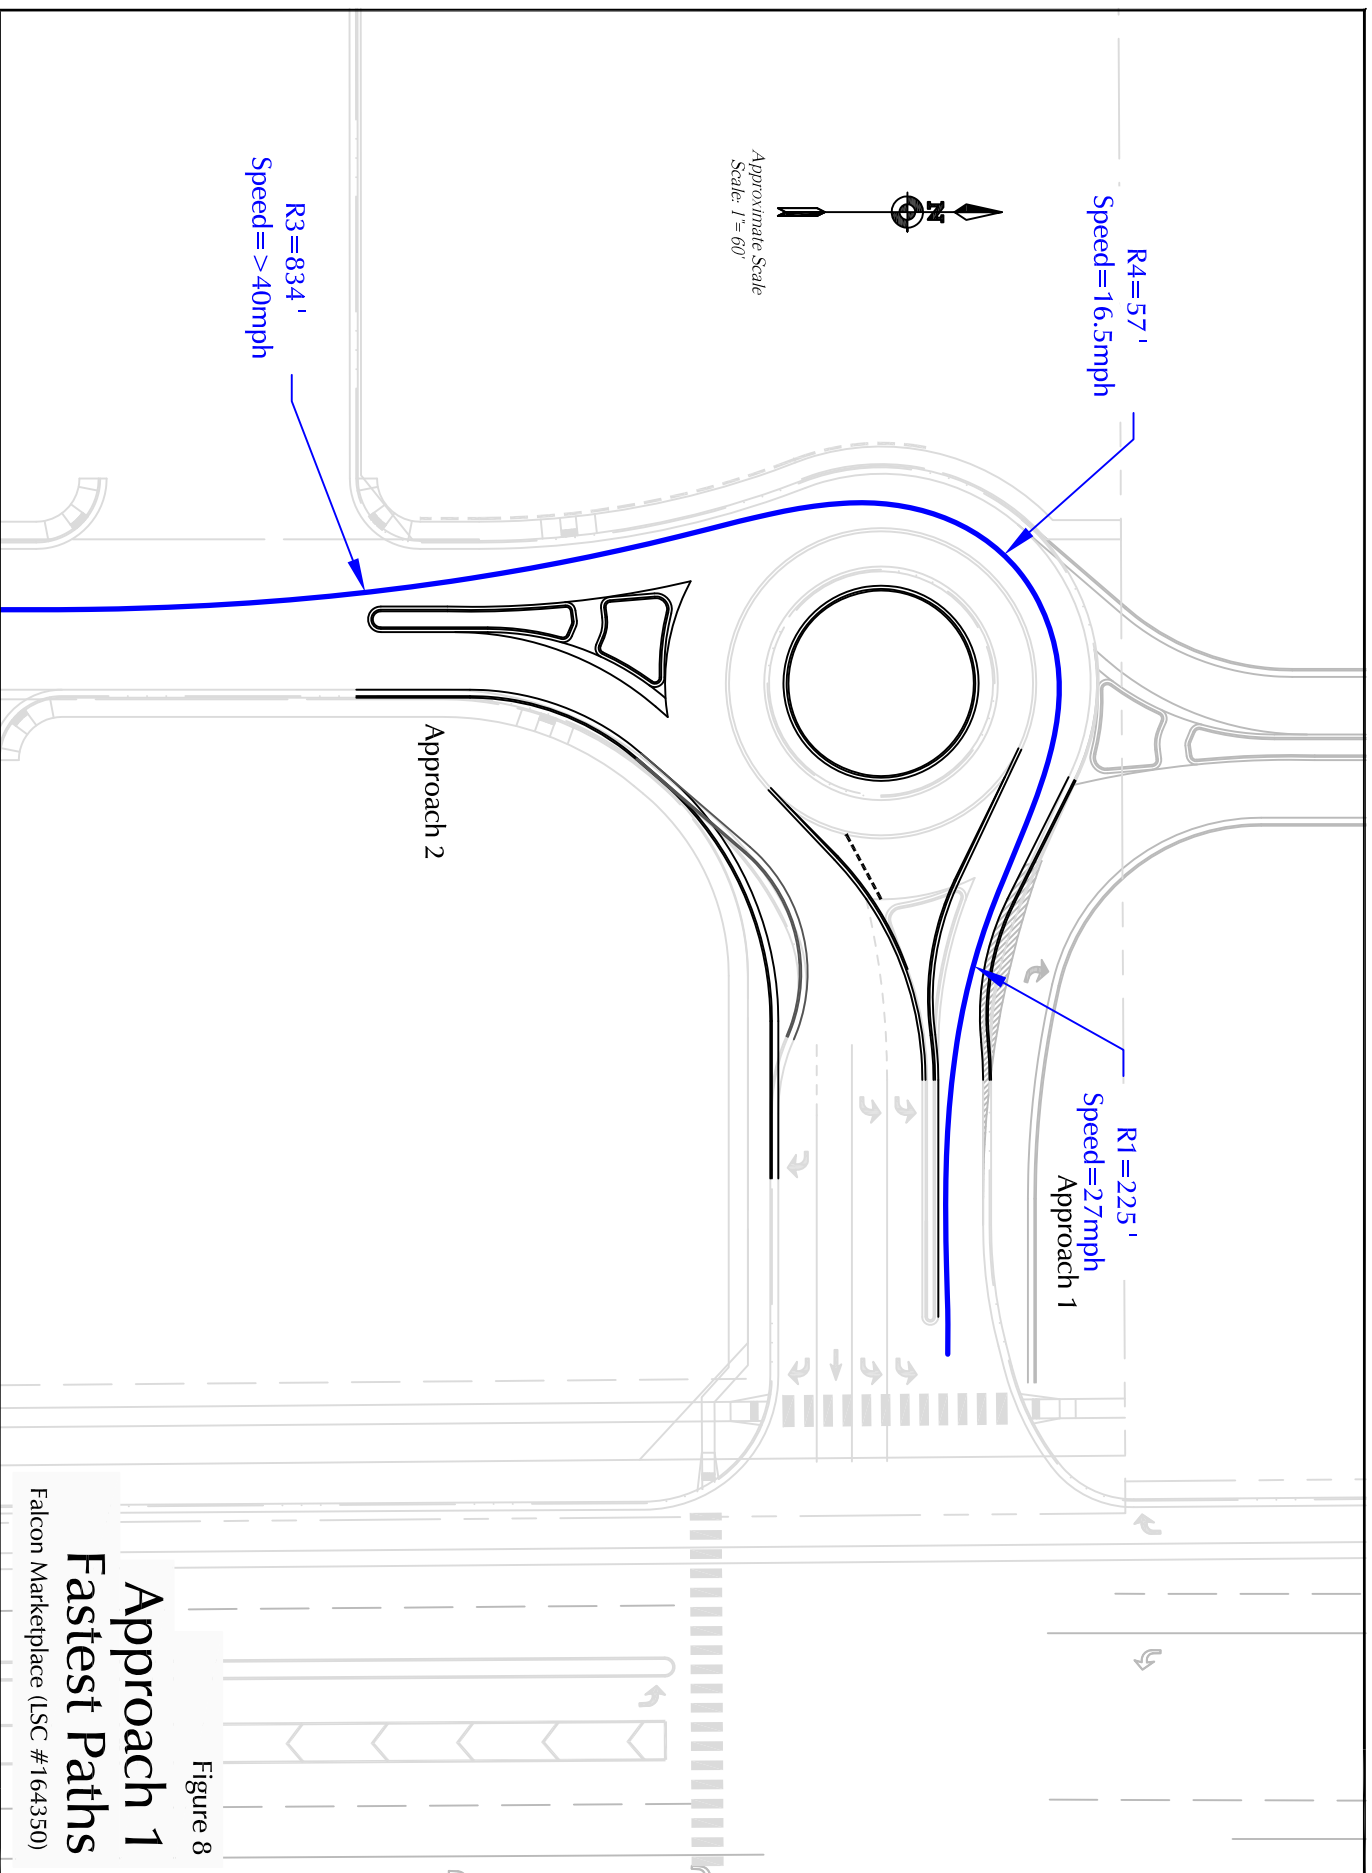 R4=57 '
Speed=16.5mph
R1=225 '
Speed=27mph
Approach 1
N
Approximate Scale
Scale: 1"= 60'
R3=834 '
Speed=>40mph
Approach 2
Figure 8
Approach 1
Fastest Paths
Falcon Marketplace (LSC #164350)